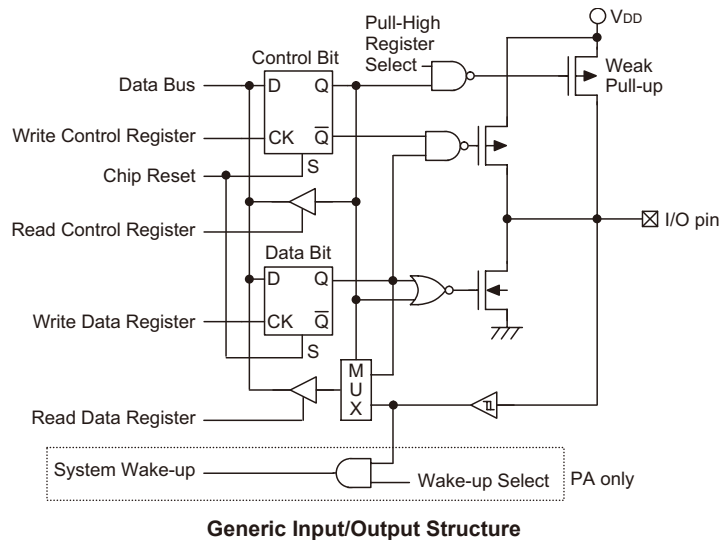 VDD
Pull-High
Register
Select
Control Bit
Weak
Pull-up
Data Bus
D
Q
Write Control Register
CK
Q
S
Chip Reset
I/O pin
Read Control Register
Data Bit
D
Q
Write Data Register
CK
Q
S
M
U
X
Read Data Register
System Wake-up
Wake-up Select
PA only
Generic Input/Output Structure